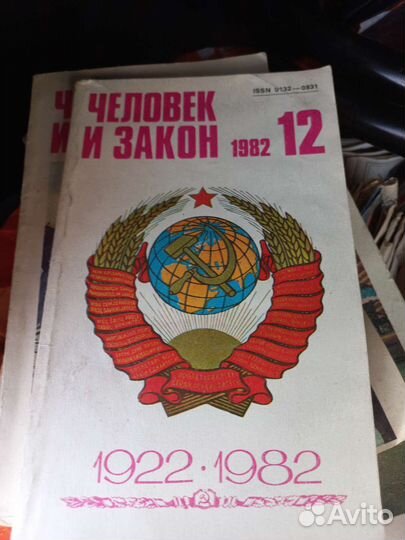 ISSN 0132—0831
ЧЕЛОВЕК
И ЗАКОН 1982 12
Ч
И
1922·1982
Avito